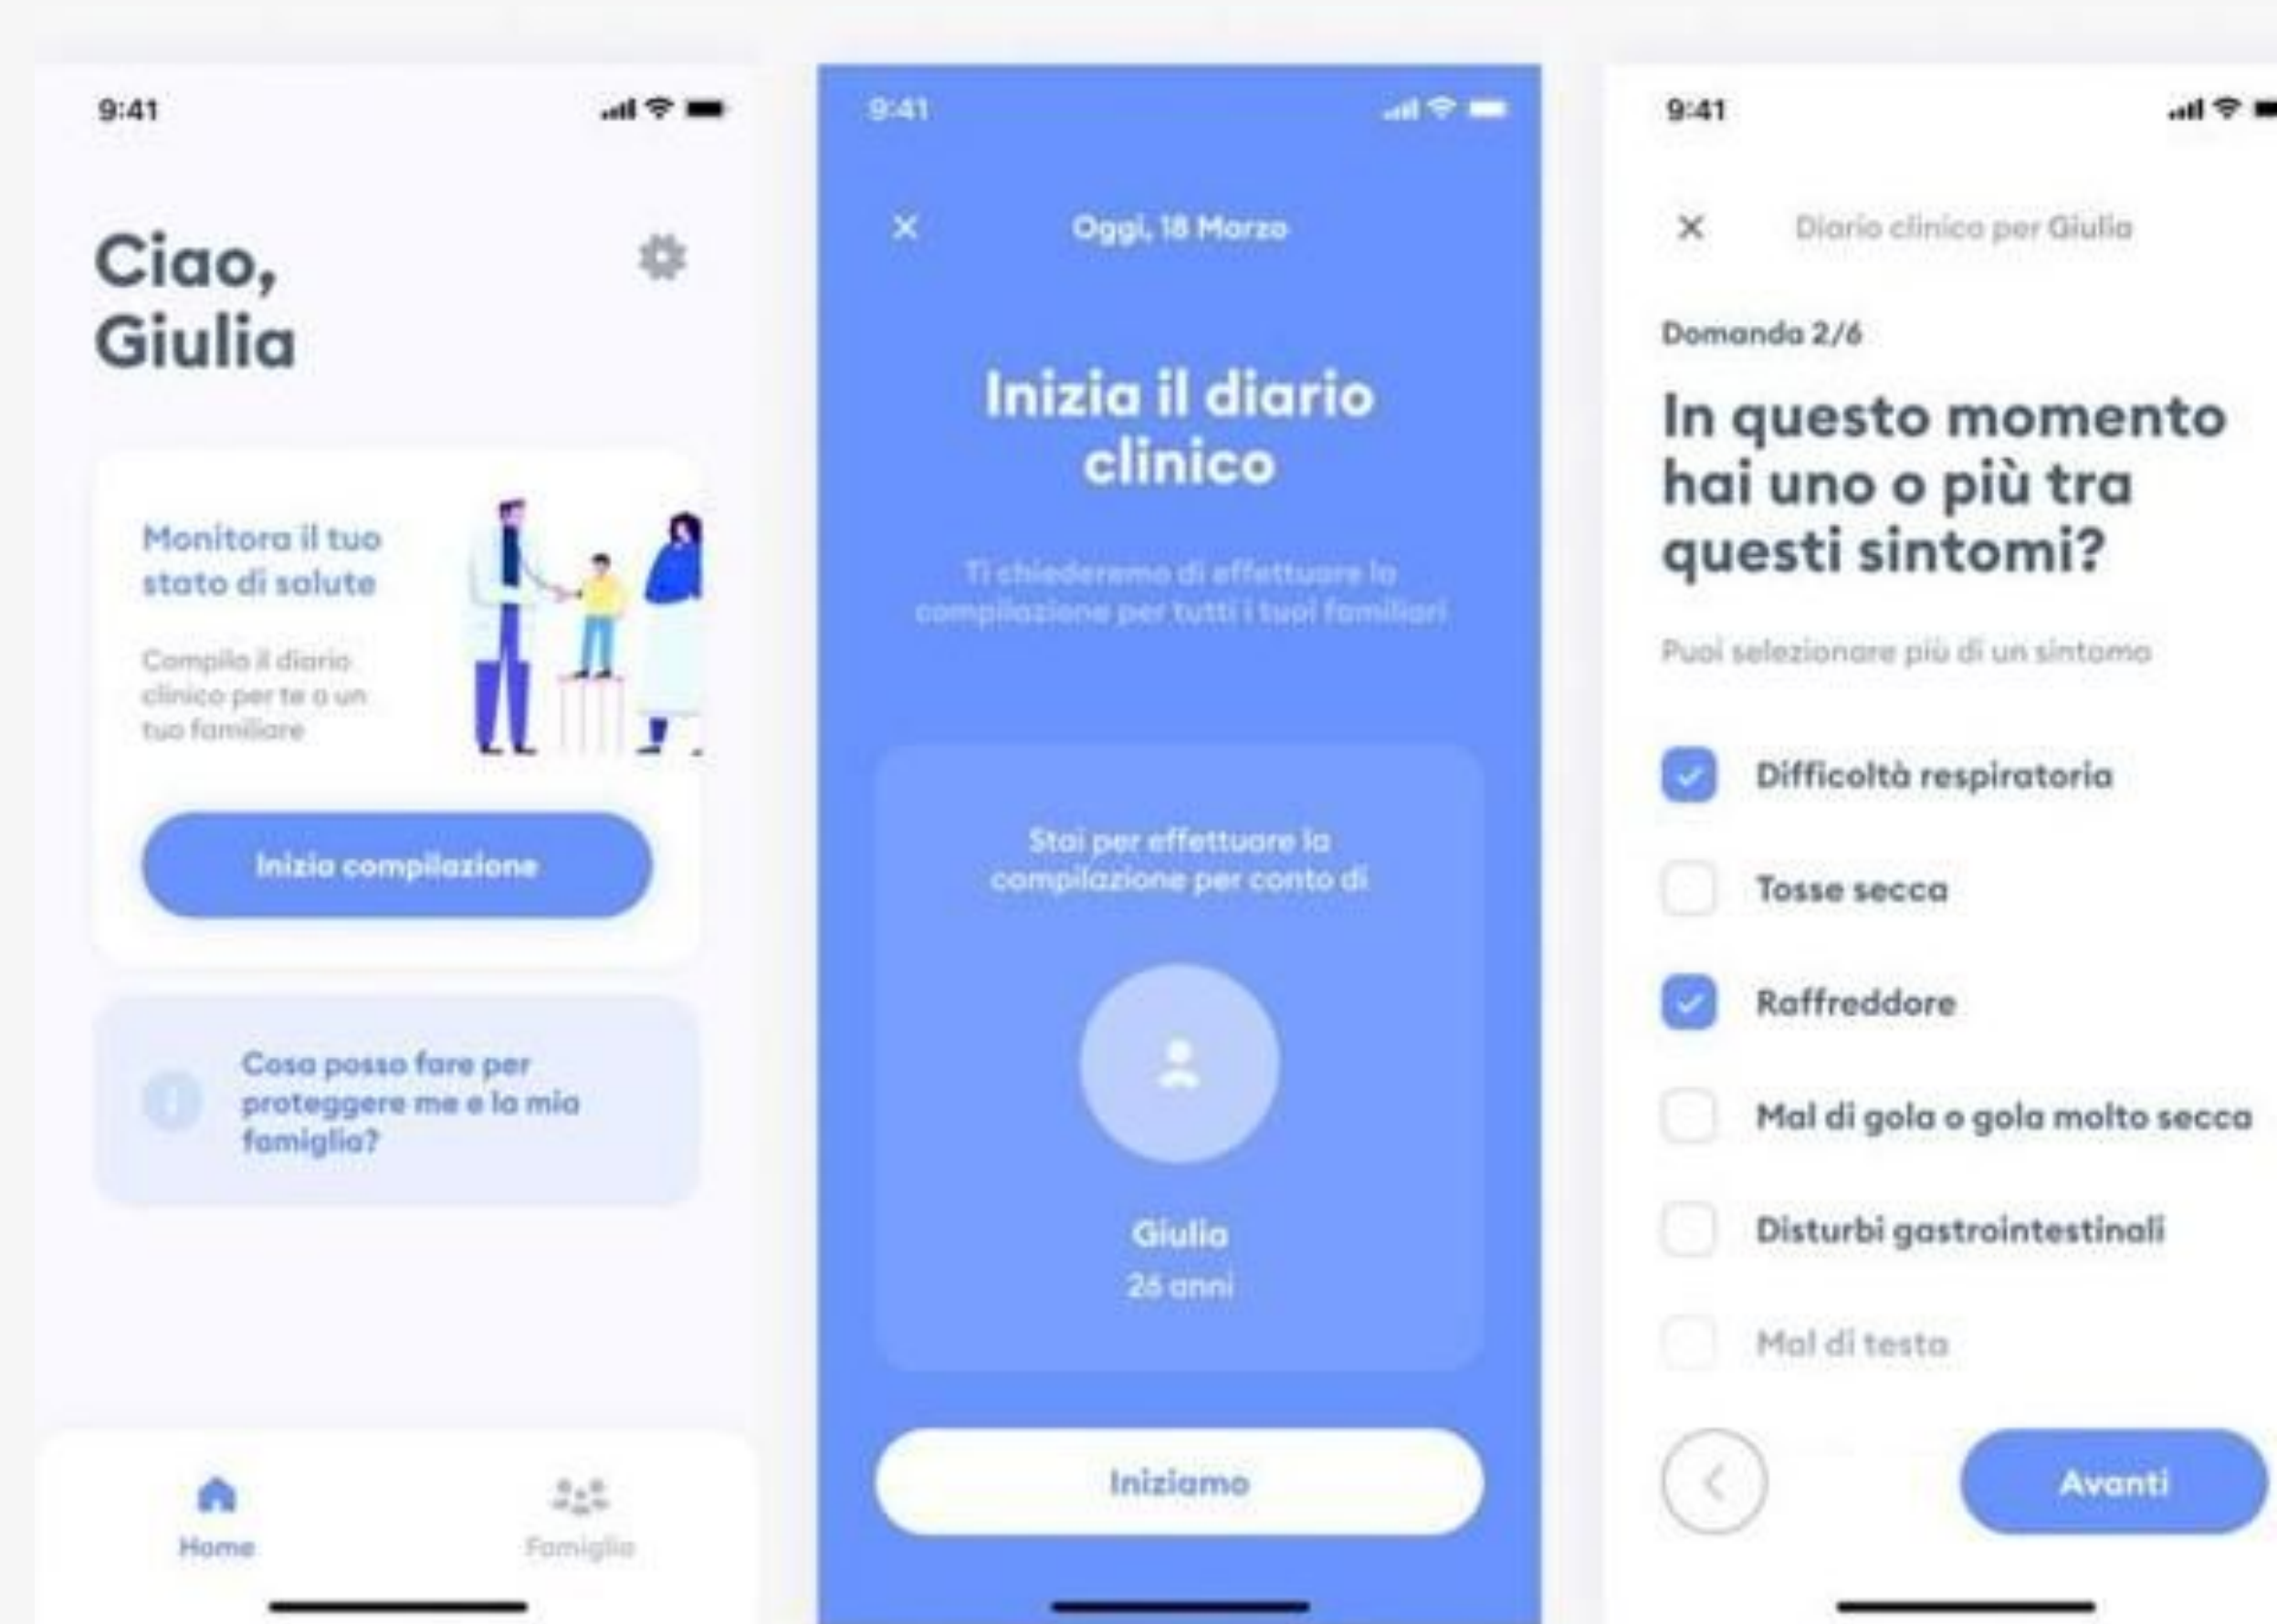 9:41
Ciao,
Giulia
Monitora il tuo
stato di salute
Compila il diario
clinico per te o un
tuo familiare
Inizia compilazione
Cosa posso fare per
proteggere me e la mia
famiglia?
Home
Famiglia
9:41
Oggi, 18 Marzo
Inizia il diario
clinico
Ti chiederemo di effettuare la
compilazione per tutti i tuoi familiari
Stai per effettuare la
compilazione per conto di
Giulia
26 anni
Iniziamo
9:41
Diario clinico per Giulia
Domanda 2/6
In questo momento
hai uno o più tra
questi sintomi?
Puoi selezionare più di un sintomo
Difficoltà respiratoria
Tosse secca
Raffreddore
Mal di gola o gola molto secca
Disturbi gastrointestinali
Mal di testa
Avanti